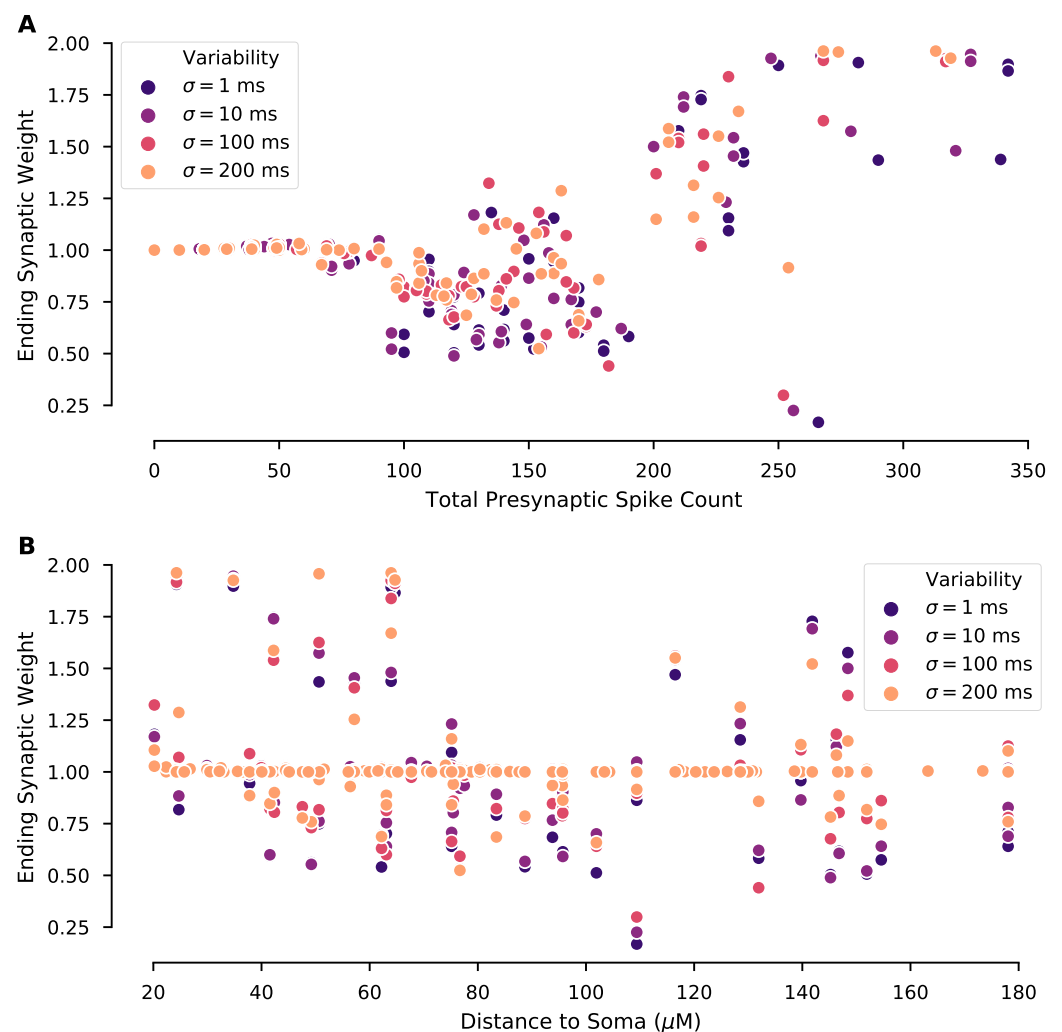 A
2.00
1.75
1.50
1.25
1.00
0.75
0.50
0.25
Ending Synaptic Weight
Variability
σ = 1 ms
σ = 10 ms
σ = 100 ms
σ = 200 ms
0 50 100 150 200 250 300 350
Total Presynaptic Spike Count
B
2.00
1.75
1.50
1.25
1.00
0.75
0.50
0.25
Ending Synaptic Weight
Variability
σ = 1 ms
σ = 10 ms
σ = 100 ms
σ = 200 ms
20 40 60 80 100 120 140 160 180
Distance to Soma (μM)